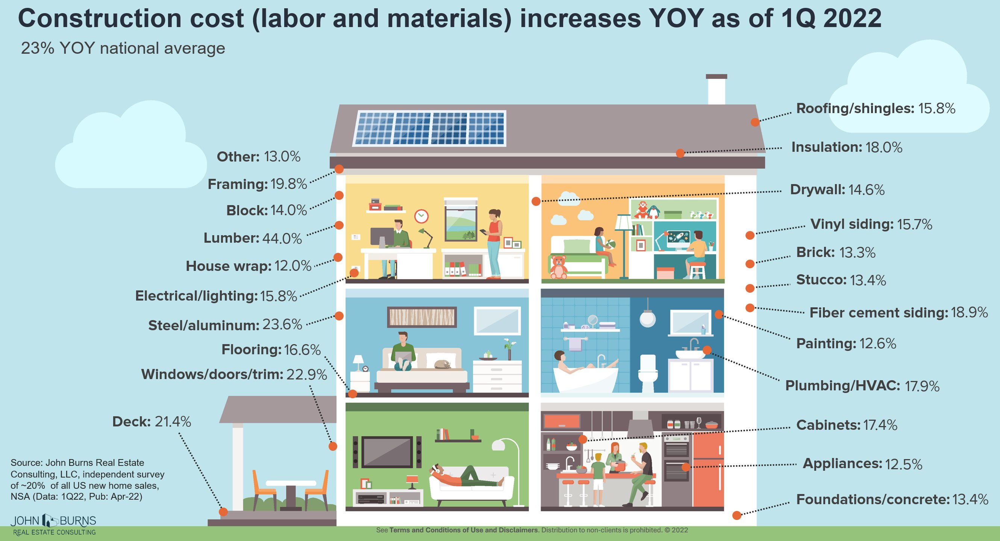 Construction cost (labor and materials) increases YOY as of 1Q 2022
23% YOY national average
Other: 13.0%
Framing: 19.8%
Block: 14.0%
Lumber: 44.0%
House wrap: 12.0%
Electrical/lighting: 15.8%
Steel/aluminum: 23.6%
Flooring: 16.6%
Windows/doors/trim: 22.9%
Deck: 21.4%
Roofing/shingles: 15.8%
Insulation: 18.0%
Drywall: 14.6%
Vinyl siding: 15.7%
Brick: 13.3%
Stucco: 13.4%
Fiber cement siding: 18.9%
Painting: 12.6%
Plumbing/HVAC: 17.9%
Cabinets: 17.4%
Appliances: 12.5%
Foundations/concrete: 13.4%
Source: John Burns Real Estate
Consulting, LLC, independent survey
of ~20% of all US new home sales,
NSA (Data: 1Q22, Pub: Apr-22)
JOHN BURNS
REAL ESTATE CONSULTING
See Terms and Conditions of Use and Disclaimers. Distribution to non-clients is prohibited. © 2022